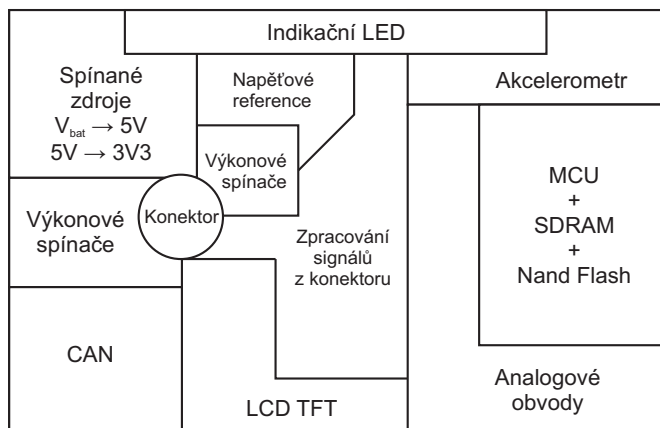 Indikační LED
Spínané
zdroje
V_bat → 5V
5V → 3V3
Napěťové
reference
Akcelerometr
Výkonové
spínače
MCU
+
SDRAM
+
Nand Flash
Výkonové
spínače
Konektor
Zpracování
signálů
z konektoru
CAN
LCD TFT
Analogové
obvody